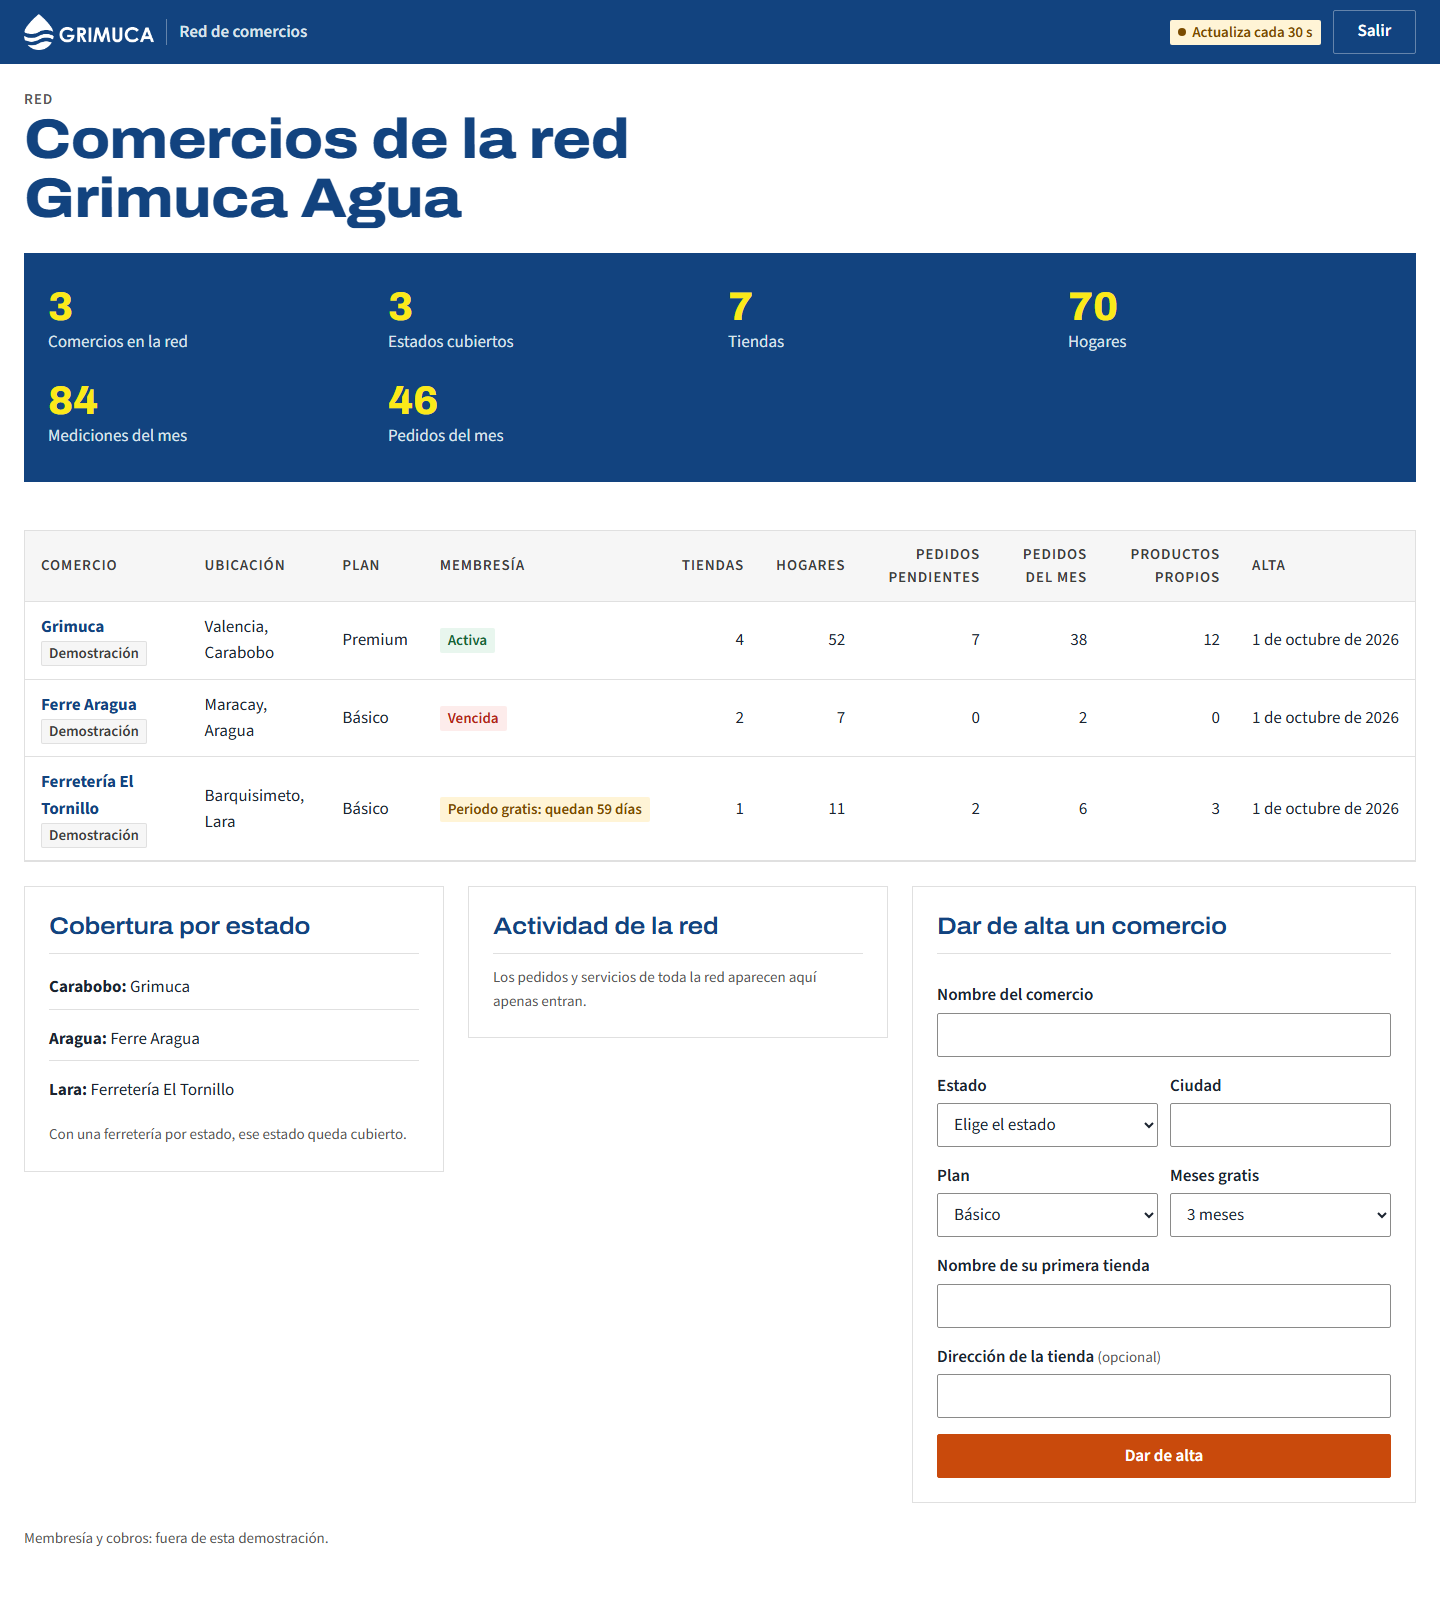 GRIMUCA
Red de comercios
Actualiza cada 30 s
Salir
RED
Comercios de la red
Grimuca Agua
3
Comercios en la red
3
Estados cubiertos
7
Tiendas
70
Hogares
84
Mediciones del mes
46
Pedidos del mes
COMERCIO UBICACIÓN PLAN MEMBRESÍA TIENDAS HOGARES PEDIDOS PENDIENTES PEDIDOS DEL MES PRODUCTOS PROPIOS ALTA
Grimuca Demostración Valencia, Carabobo Premium Activa 4 52 7 38 12 1 de octubre de 2026
Ferre Aragua Demostración Maracay, Aragua Básico Vencida 2 7 0 2 0 1 de octubre de 2026
Ferretería El Tornillo Demostración Barquisimeto, Lara Básico Periodo gratis: quedan 59 días 1 11 2 6 3 1 de octubre de 2026
Cobertura por estado
Carabobo: Grimuca
Aragua: Ferre Aragua
Lara: Ferretería El Tornillo
Con una ferretería por estado, ese estado queda cubierto.
Actividad de la red
Los pedidos y servicios de toda la red aparecen aquí
apenas entran.
Dar de alta un comercio
Nombre del comercio
Estado
Ciudad
Elige el estado
Plan
Meses gratis
Básico
3 meses
Nombre de su primera tienda
Dirección de la tienda (opcional)
Dar de alta
Membresía y cobros: fuera de esta demostración.